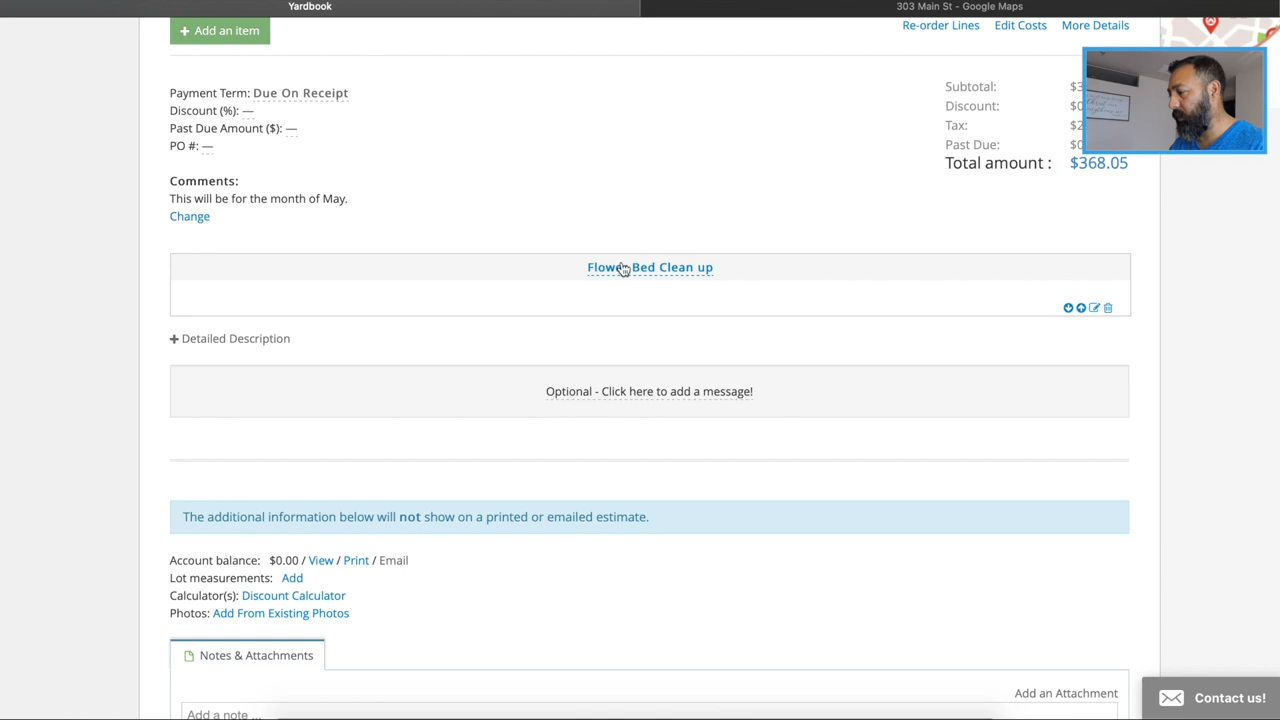 Yardbook
303 Main St - Google Maps
Add an item
Re-order Lines Edit Costs More Details
Payment Term: Due On Receipt
Discount (%): —
Past Due Amount ($): —
PO #: —
Subtotal:
Discount:
Tax:
Past Due:
Total amount : $368.05
Comments:
This will be for the month of May.
Change
Flower Bed Clean up
+ Detailed Description
Optional - Click here to add a message!
The additional information below will not show on a printed or emailed estimate.
Account balance: $0.00 / View / Print / Email
Lot measurements: Add
Calculator(s): Discount Calculator
Photos: Add From Existing Photos
Notes & Attachments
Add an Attachment
Add a note ...
Contact us!